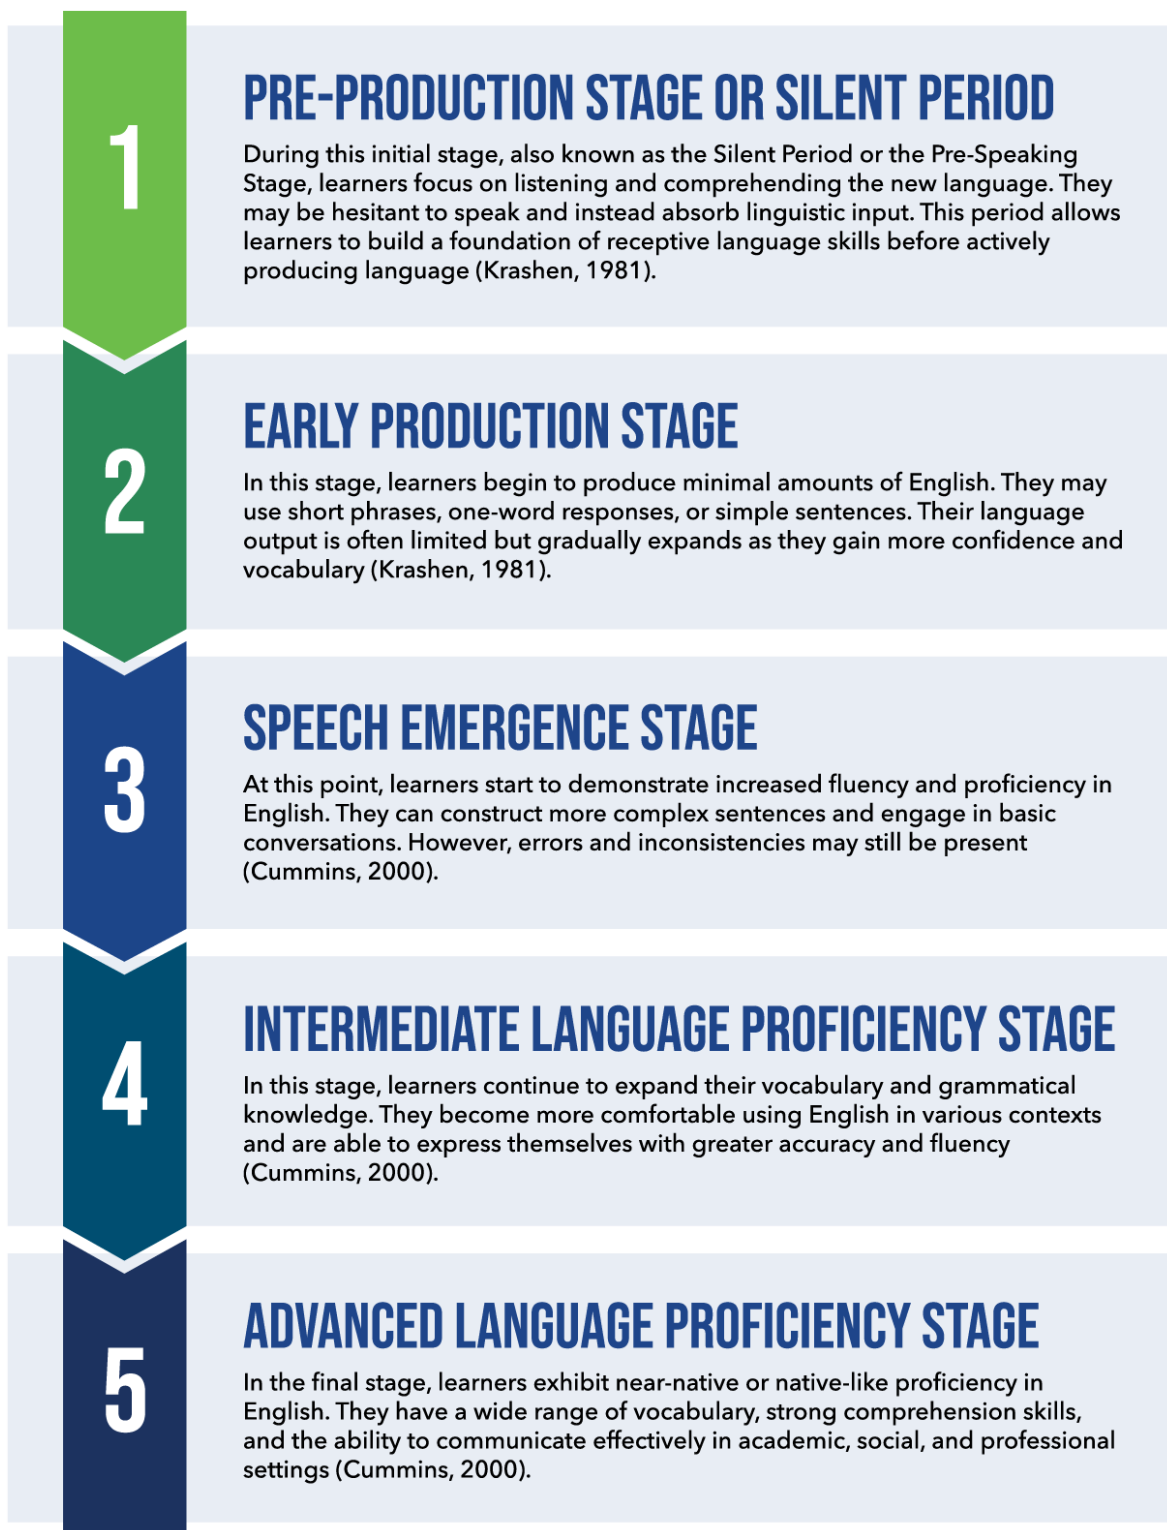 1
PRE-PRODUCTION STAGE OR SILENT PERIOD
During this initial stage, also known as the Silent Period or the Pre-Speaking
Stage, learners focus on listening and comprehending the new language. They
may be hesitant to speak and instead absorb linguistic input. This period allows
learners to build a foundation of receptive language skills before actively
producing language (Krashen, 1981).
2
EARLY PRODUCTION STAGE
In this stage, learners begin to produce minimal amounts of English. They may
use short phrases, one-word responses, or simple sentences. Their language
output is often limited but gradually expands as they gain more confidence and
vocabulary (Krashen, 1981).
3
SPEECH EMERGENCE STAGE
At this point, learners start to demonstrate increased fluency and proficiency in
English. They can construct more complex sentences and engage in basic
conversations. However, errors and inconsistencies may still be present
(Cummins, 2000).
4
INTERMEDIATE LANGUAGE PROFICIENCY STAGE
In this stage, learners continue to expand their vocabulary and grammatical
knowledge. They become more comfortable using English in various contexts
and are able to express themselves with greater accuracy and fluency
(Cummins, 2000).
5
ADVANCED LANGUAGE PROFICIENCY STAGE
In the final stage, learners exhibit near-native or native-like proficiency in
English. They have a wide range of vocabulary, strong comprehension skills,
and the ability to communicate effectively in academic, social, and professional
settings (Cummins, 2000).